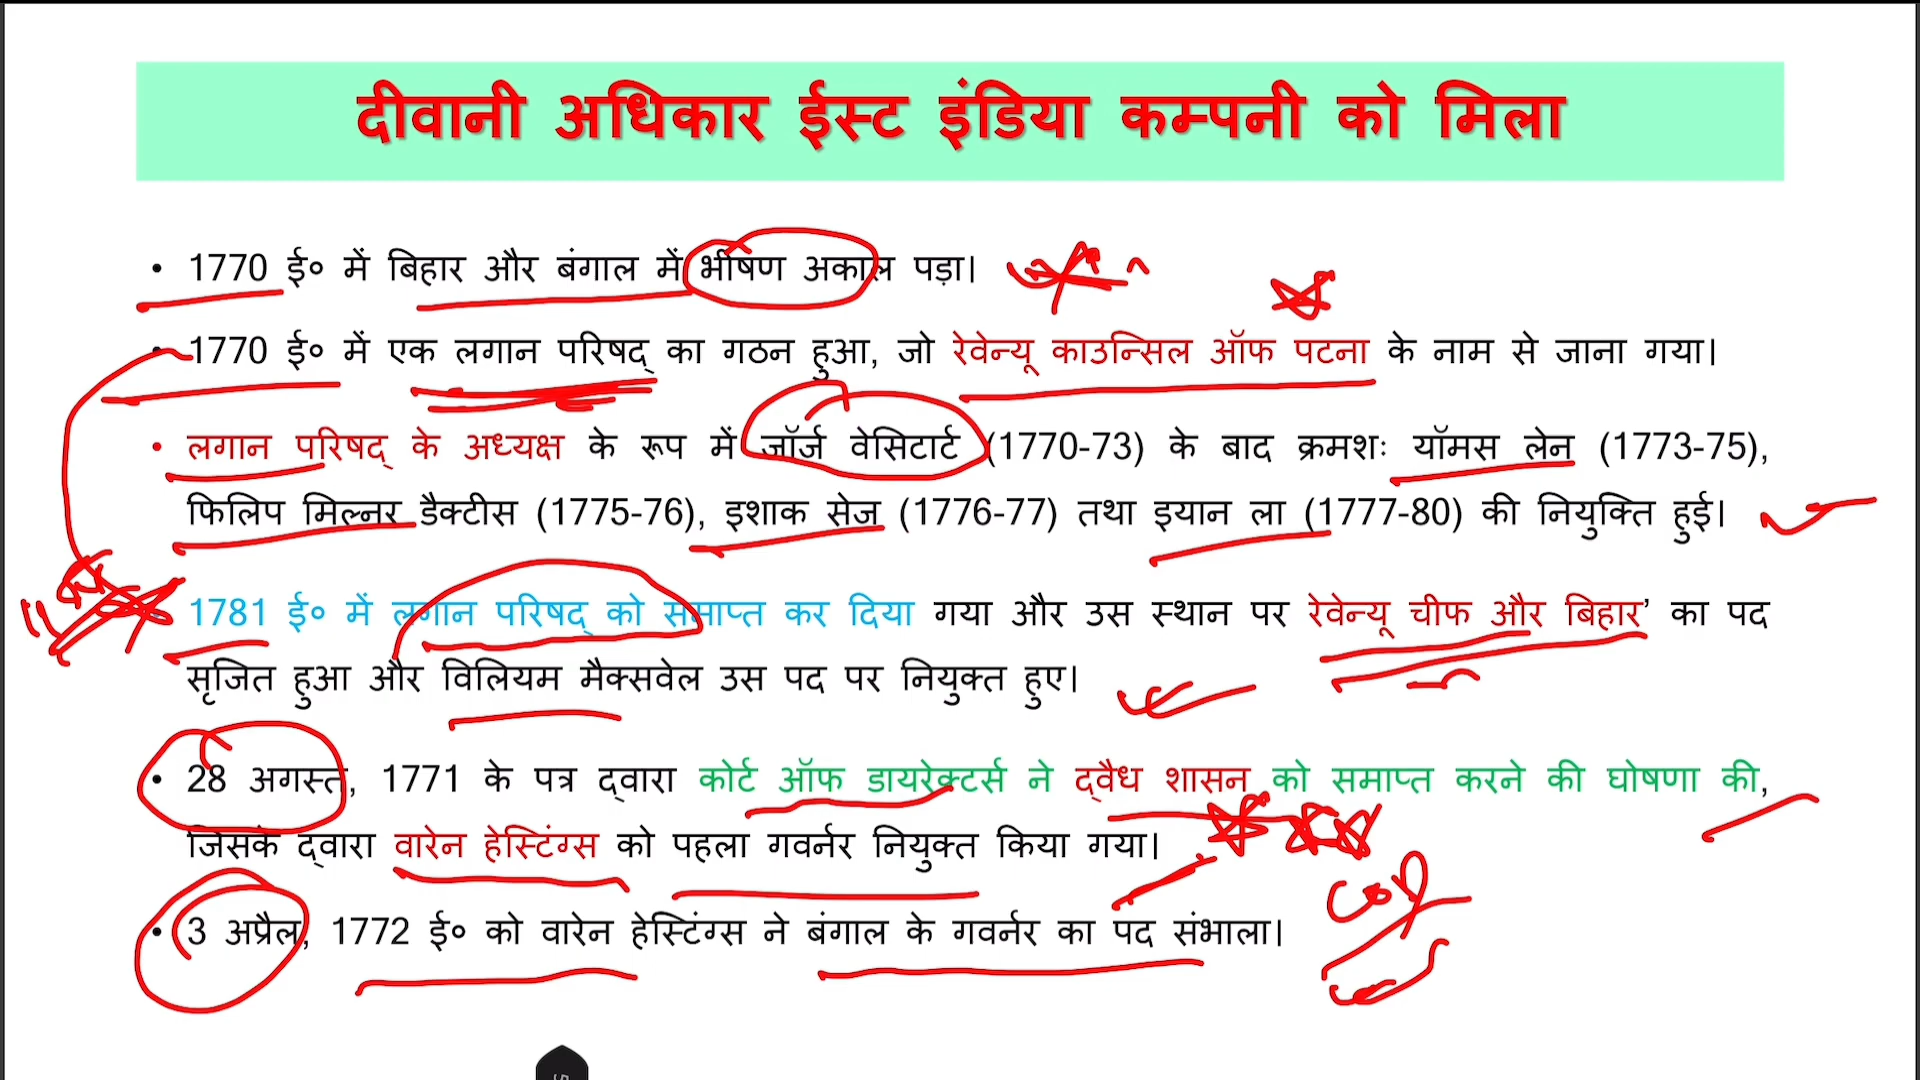 दीवानी अधिकार ईस्ट इंडिया कम्पनी को मिला
• 1770 ई० में बिहार और बंगाल में भीषण अकाल पड़ा।
• 1770 ई० में एक लगान परिषद् का गठन हुआ, जो रेवेन्यू काउन्सिल ऑफ पटना के नाम से जाना गया।
• लगान परिषद् के अध्यक्ष के रूप में जॉर्ज वेसिटार्ट (1770-73) के बाद क्रमशः यॉमस लेन (1773-75),
फिलिप मिल्नर डैक्टीस (1775-76), इशाक सेज (1776-77) तथा इयान ला (1777-80) की नियुक्ति हुई।
1781 ई० में लगान परिषद् को समाप्त कर दिया गया और उस स्थान पर रेवेन्यू चीफ और बिहार’ का पद
सृजित हुआ और विलियम मैक्सवेल उस पद पर नियुक्त हुए।
• 28 अगस्त, 1771 के पत्र द्वारा कोर्ट ऑफ डायरेक्टर्स ने द्वैध शासन को समाप्त करने की घोषणा की,
जिसके द्वारा वारेन हेस्टिंग्स को पहला गवर्नर नियुक्त किया गया।
• 3 अप्रैल, 1772 ई० को वारेन हेस्टिंग्स ने बंगाल के गवर्नर का पद संभाला।